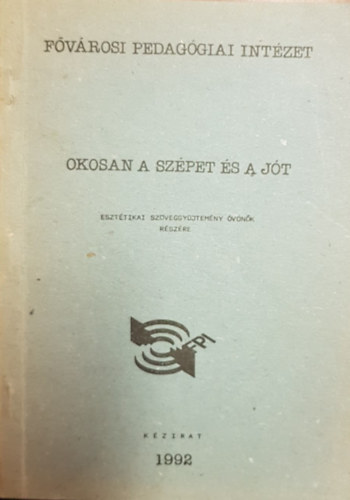 FŐVÁROSI PEDAGÓGIAI INTÉZET
OKOSAN A SZÉPET ÉS A JÓT
ESZTÉTIKAI SZÖVEGGYŰJTEMÉNY ÓVÓNŐK
RÉSZÉRE
FPI
KÉZIRAT
1992